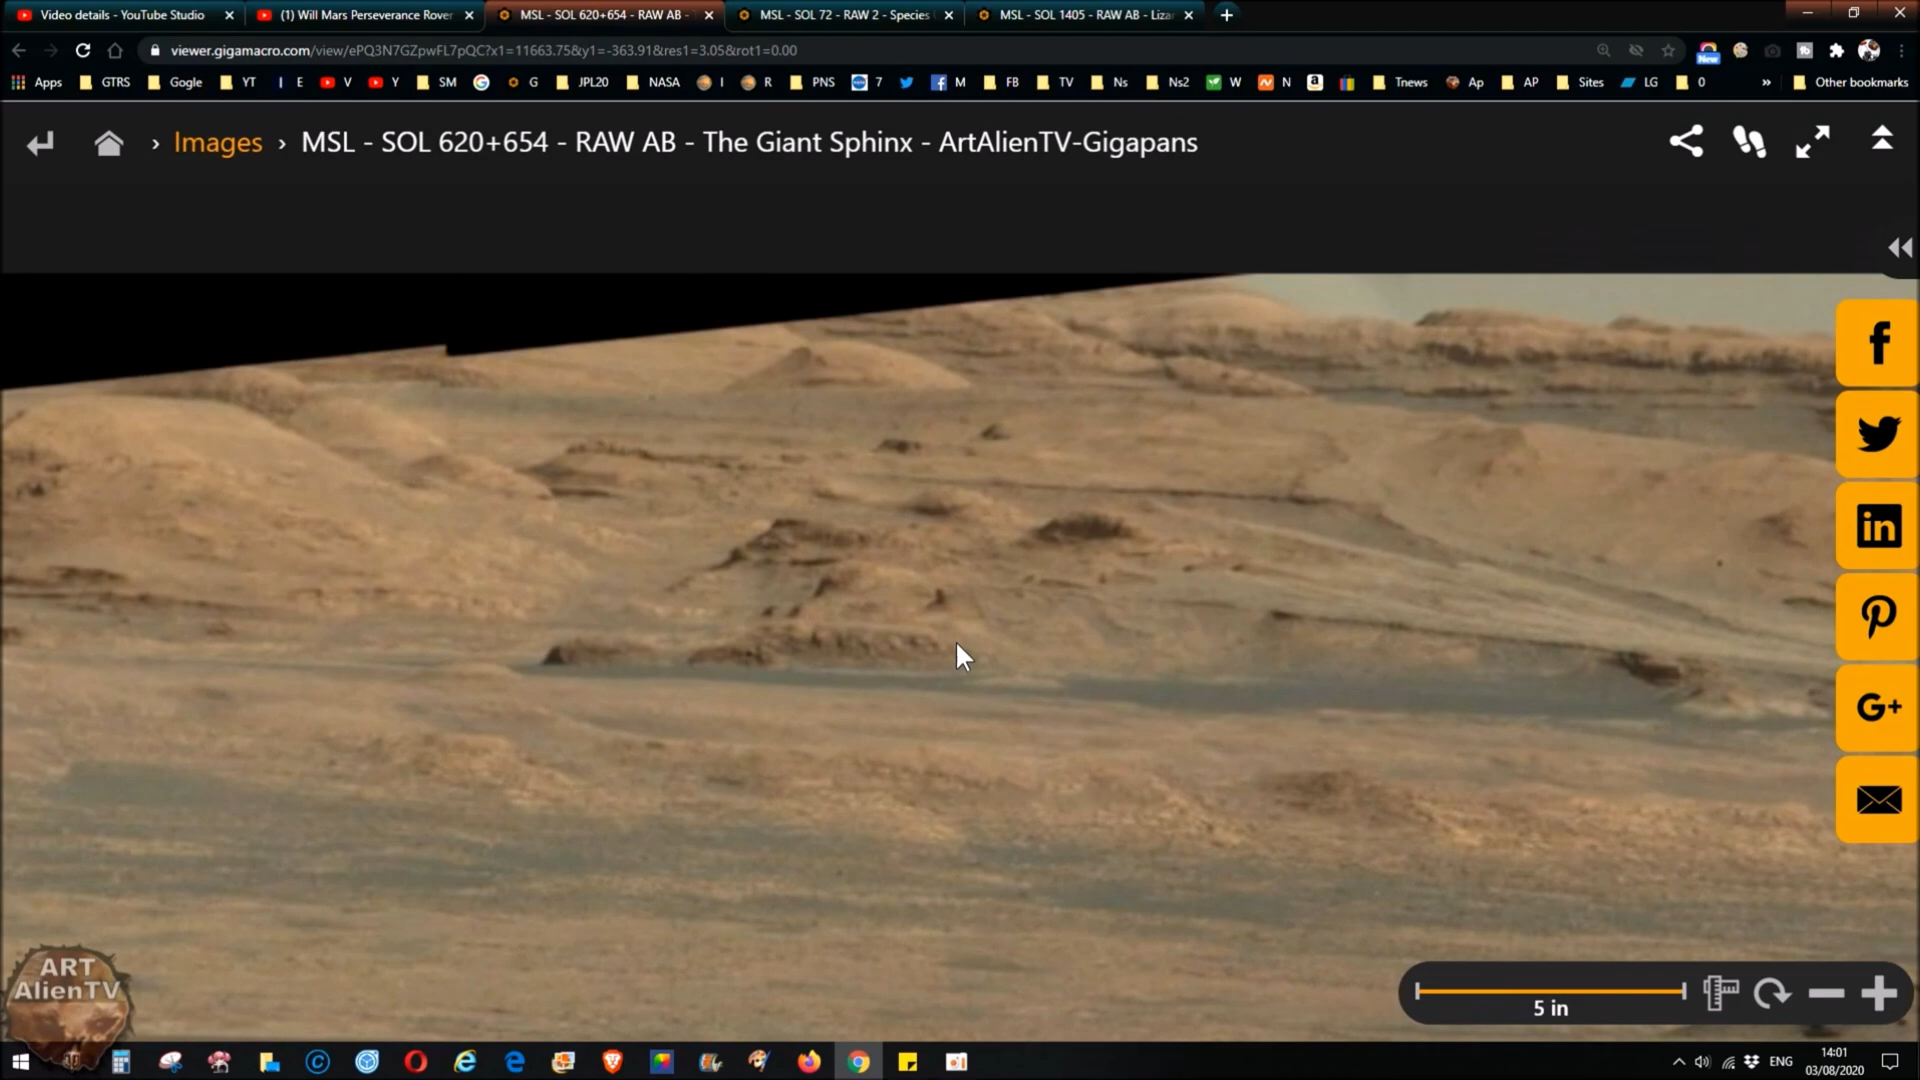 Video details - YouTube Studio
(1) Will Mars Perseverance Rover
MSL - SOL 620+654 - RAW AB -
MSL - SOL 72 - RAW 2 - Species
MSL - SOL 1405 - RAW AB - Liza
viewer.gigamacro.com/view/ePQ3N7GZpwFL7pQC?x1=11663.75&y1=-363.91&res1=3.05&rot1=0.00
New
Apps GTRS Google YT E V Y SM G JPL20 NASA I R PNS 7 M FB TV Ns Ns2 W N Tnews Ap AP Sites LG 0 » Other bookmarks
› Images › MSL - SOL 620+654 - RAW AB - The Giant Sphinx - ArtAlienTV-Gigapans
f
in
G+
ART
AlienTV
5 in
ENG
14:01
03/08/2020